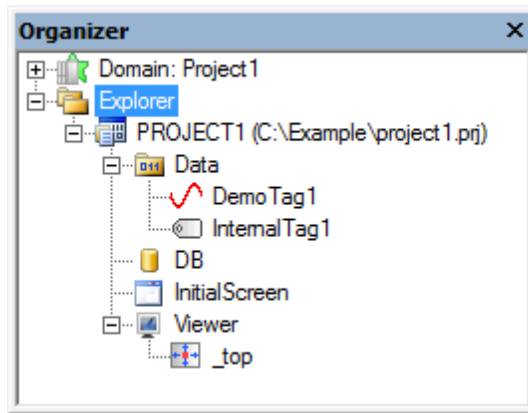 Organizer
Domain: Project1
Explorer
PROJECT1 (C:\Example\project1.prj)
Data
DemoTag1
InternalTag1
DB
InitialScreen
Viewer
_top